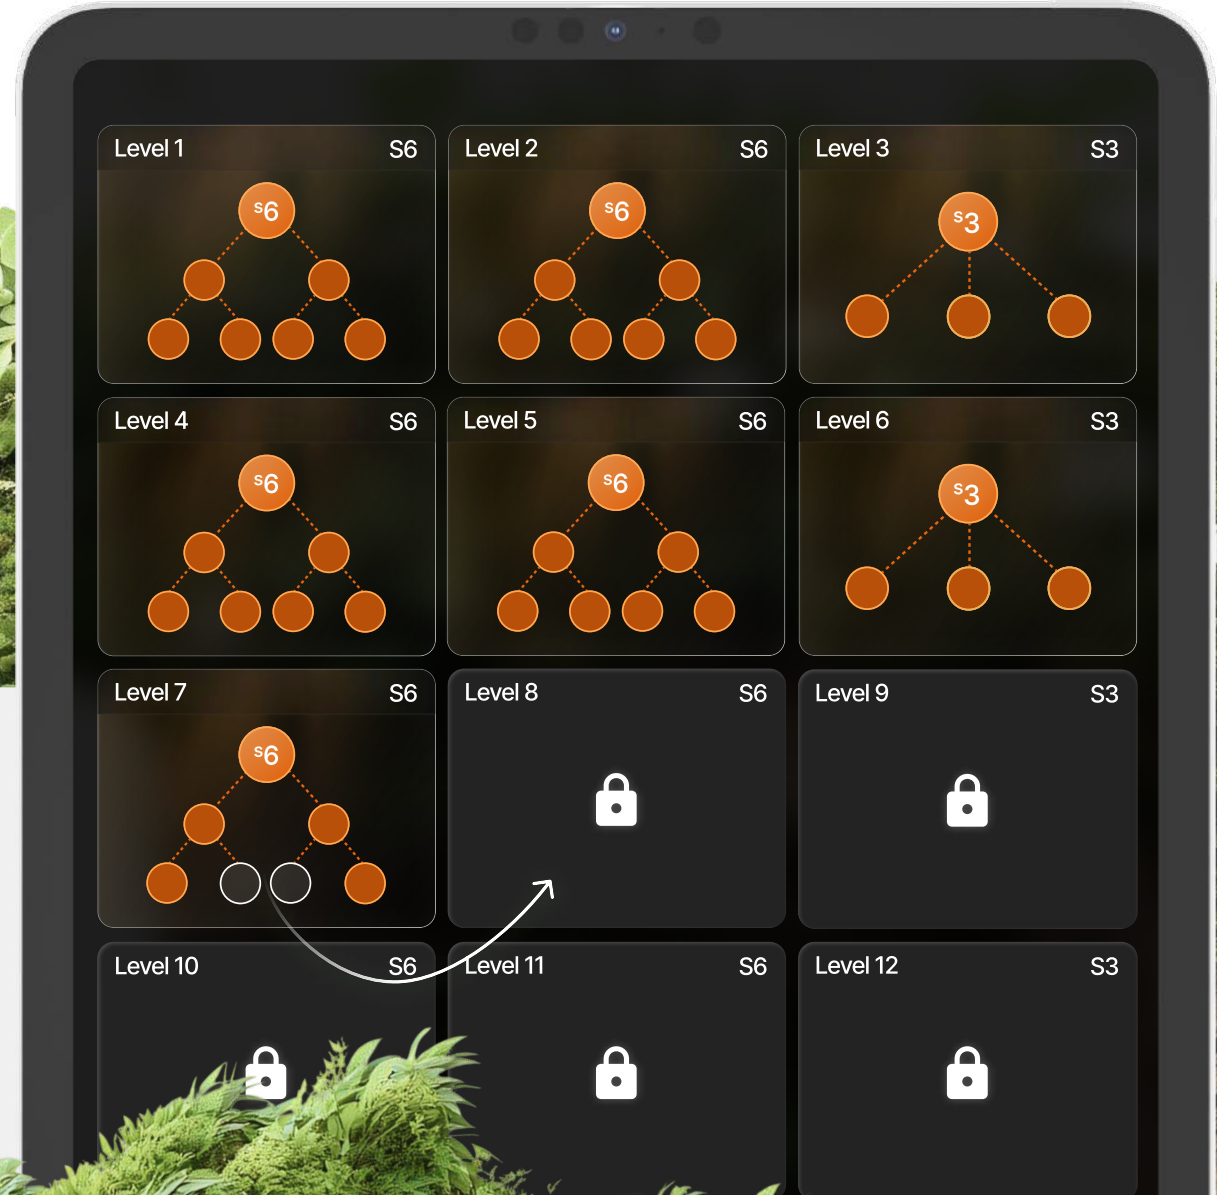 Level 1 S6
Level 2 S6
Level 3 S3
s6
s6
s3
Level 4 S6
Level 5 S6
Level 6 S3
s6
s6
s3
Level 7 S6
Level 8 S6
Level 9 S3
s6
Level 10 S6
Level 11 S6
Level 12 S3